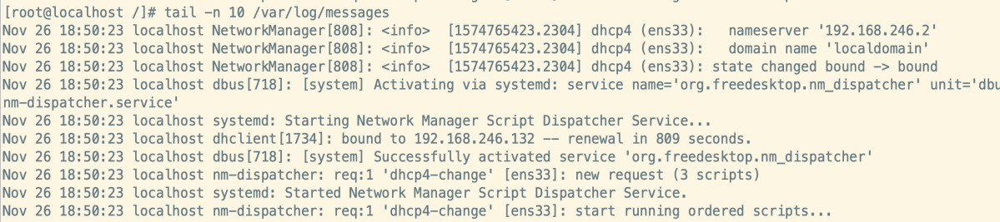 [root@localhost /]# tail -n 10 /var/log/messages
Nov 26 18:50:23 localhost NetworkManager[808]: <info>  [1574765423.2304] dhcp4 (ens33):   nameserver '192.168.246.2'
Nov 26 18:50:23 localhost NetworkManager[808]: <info>  [1574765423.2304] dhcp4 (ens33):   domain name 'localdomain'
Nov 26 18:50:23 localhost NetworkManager[808]: <info>  [1574765423.2304] dhcp4 (ens33): state changed bound -> bound
Nov 26 18:50:23 localhost dbus[718]: [system] Activating via systemd: service name='org.freedesktop.nm_dispatcher' unit='dbu
nm-dispatcher.service'
Nov 26 18:50:23 localhost systemd: Starting Network Manager Script Dispatcher Service...
Nov 26 18:50:23 localhost dhclient[1734]: bound to 192.168.246.132 -- renewal in 809 seconds.
Nov 26 18:50:23 localhost dbus[718]: [system] Successfully activated service 'org.freedesktop.nm_dispatcher'
Nov 26 18:50:23 localhost nm-dispatcher: req:1 'dhcp4-change' [ens33]: new request (3 scripts)
Nov 26 18:50:23 localhost systemd: Started Network Manager Script Dispatcher Service.
Nov 26 18:50:23 localhost nm-dispatcher: req:1 'dhcp4-change' [ens33]: start running ordered scripts...